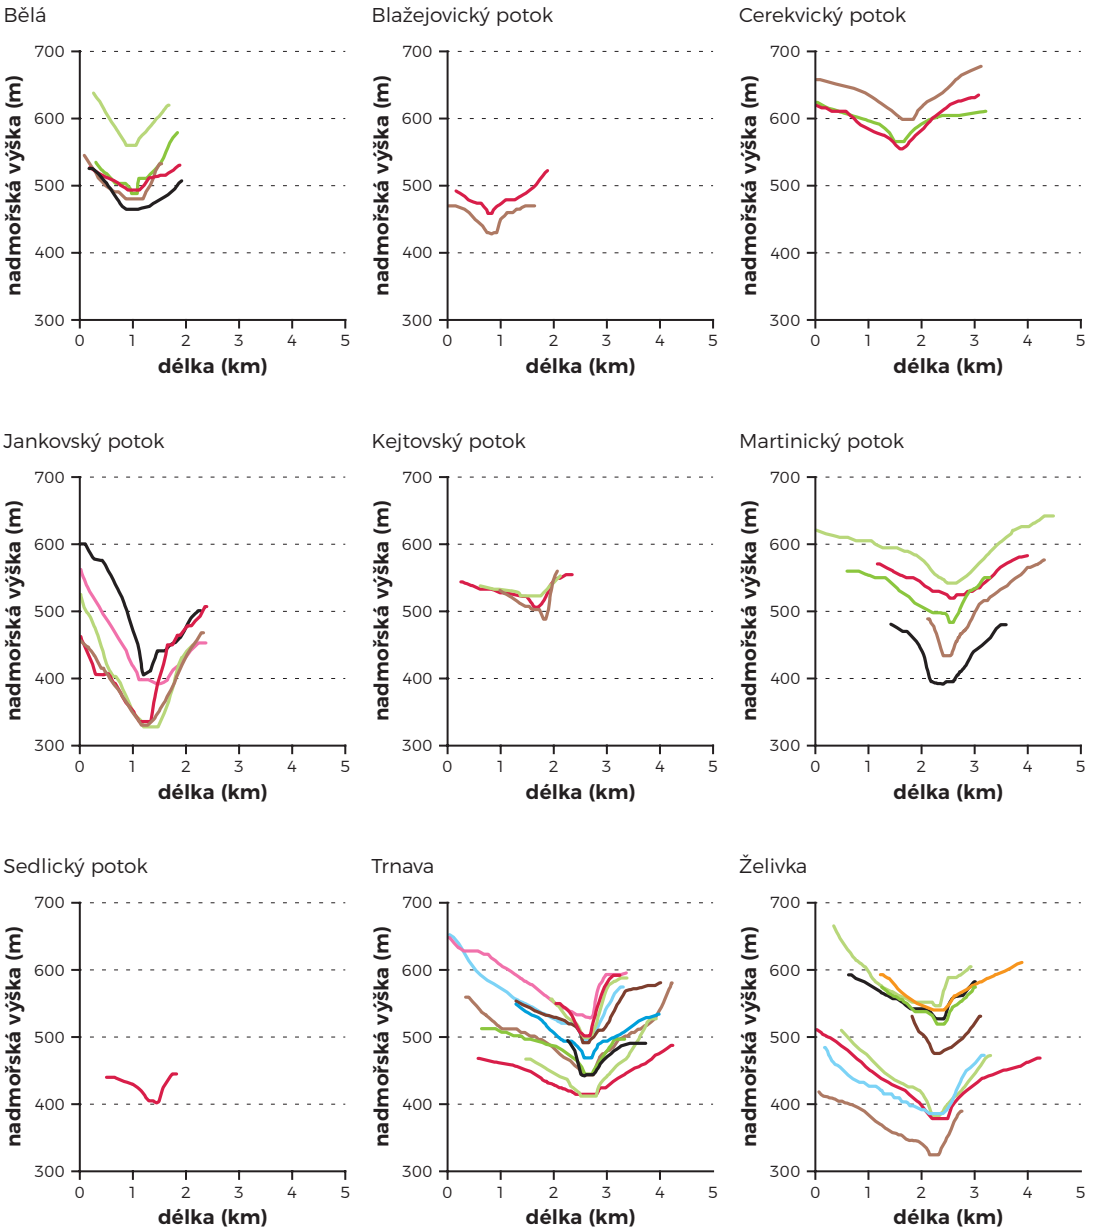 Bělá
Blažejovický potok
Cerekvický potok
nadmořská výška (m)
700
600
500
400
300
0 1 2 3 4 5
délka (km)
nadmořská výška (m)
700
600
500
400
300
0 1 2 3 4 5
délka (km)
nadmořská výška (m)
700
600
500
400
300
0 1 2 3 4 5
délka (km)
Jankovský potok
Kejtovský potok
Martinický potok
nadmořská výška (m)
700
600
500
400
300
0 1 2 3 4 5
délka (km)
nadmořská výška (m)
700
600
500
400
300
0 1 2 3 4 5
délka (km)
nadmořská výška (m)
700
600
500
400
300
0 1 2 3 4 5
délka (km)
Sedlický potok
Trnava
Želivka
nadmořská výška (m)
700
600
500
400
300
0 1 2 3 4 5
délka (km)
nadmořská výška (m)
700
600
500
400
300
0 1 2 3 4 5
délka (km)
nadmořská výška (m)
700
600
500
400
300
0 1 2 3 4 5
délka (km)